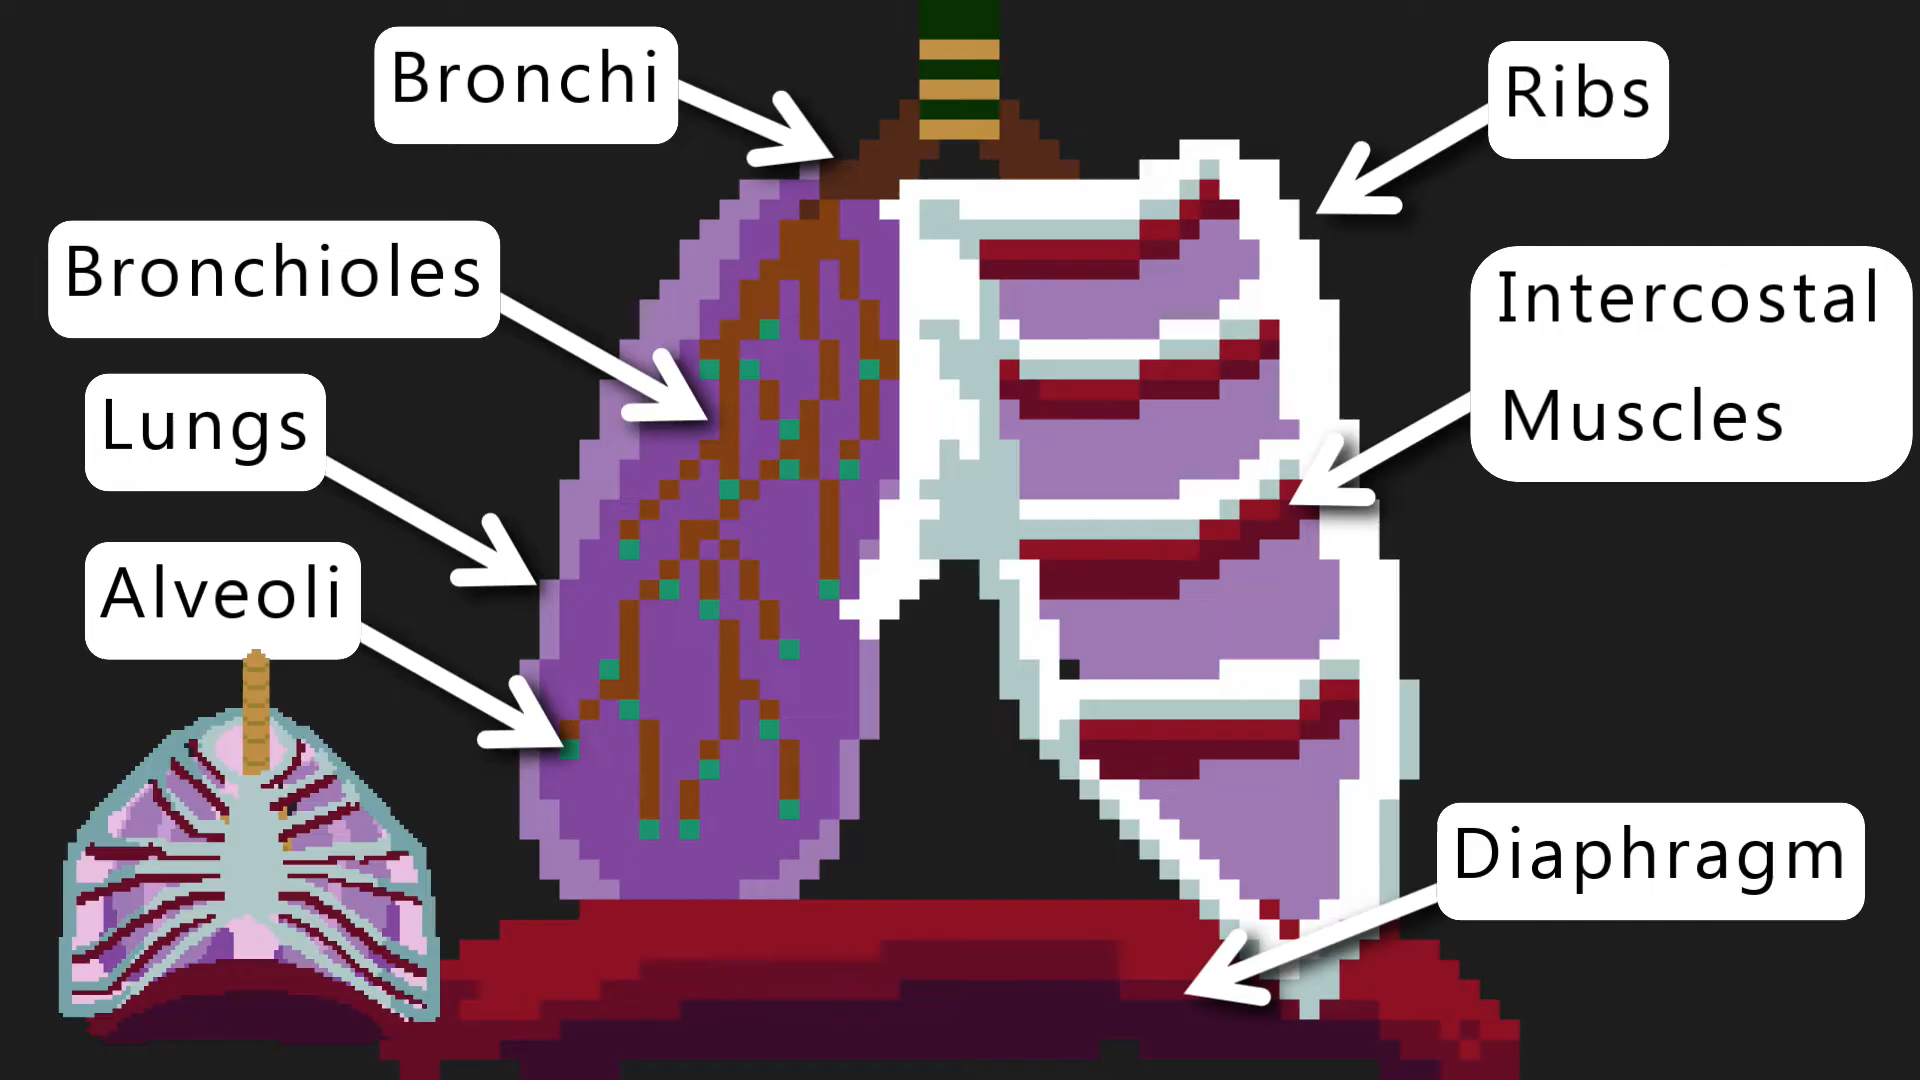 Bronchi
Ribs
Bronchioles
Intercostal
Muscles
Lungs
Alveoli
Diaphragm